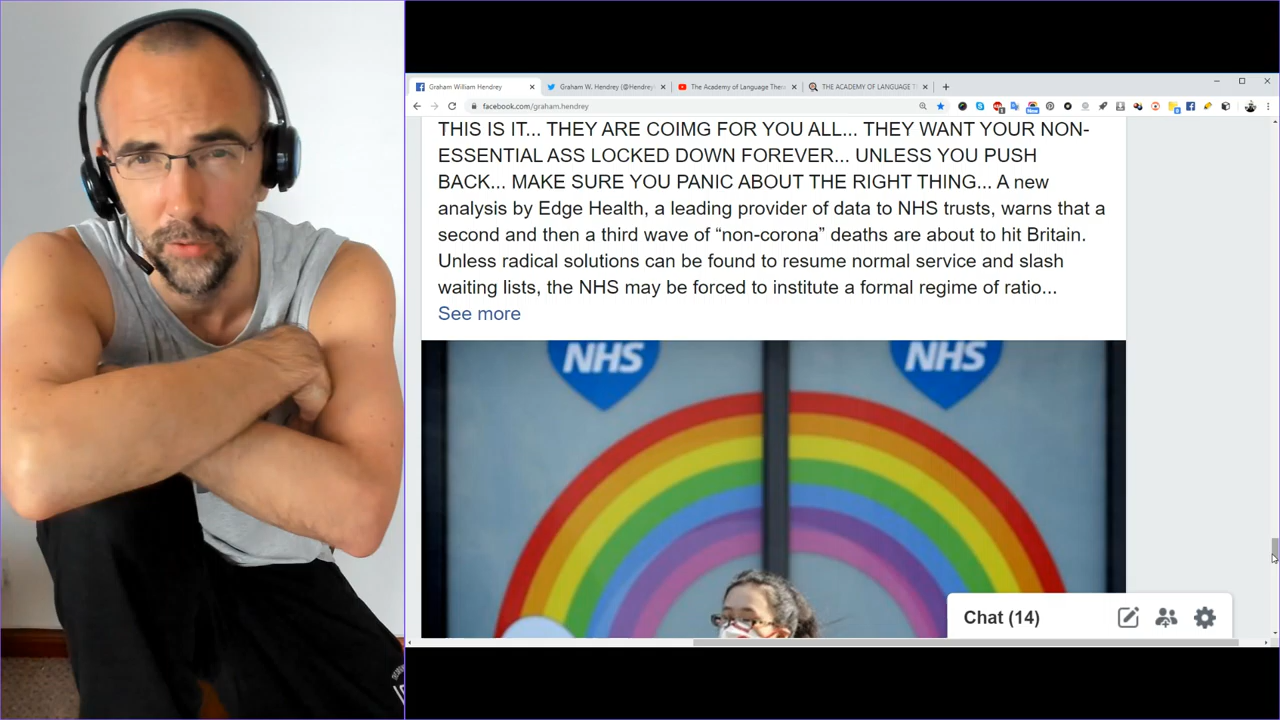 Graham William Hendrey
Graham W. Hendrey (@Hendrey
The Academy of Language Thera
THE ACADEMY OF LANGUAGE T
facebook.com/graham.hendrey
THIS IS IT... THEY ARE COIMG FOR YOU ALL... THEY WANT YOUR NON-
ESSENTIAL ASS LOCKED DOWN FOREVER... UNLESS YOU PUSH
BACK... MAKE SURE YOU PANIC ABOUT THE RIGHT THING... A new
analysis by Edge Health, a leading provider of data to NHS trusts, warns that a
second and then a third wave of “non-corona” deaths are about to hit Britain.
Unless radical solutions can be found to resume normal service and slash
waiting lists, the NHS may be forced to institute a formal regime of ratio...
See more
NHS
NHS
Chat (14)